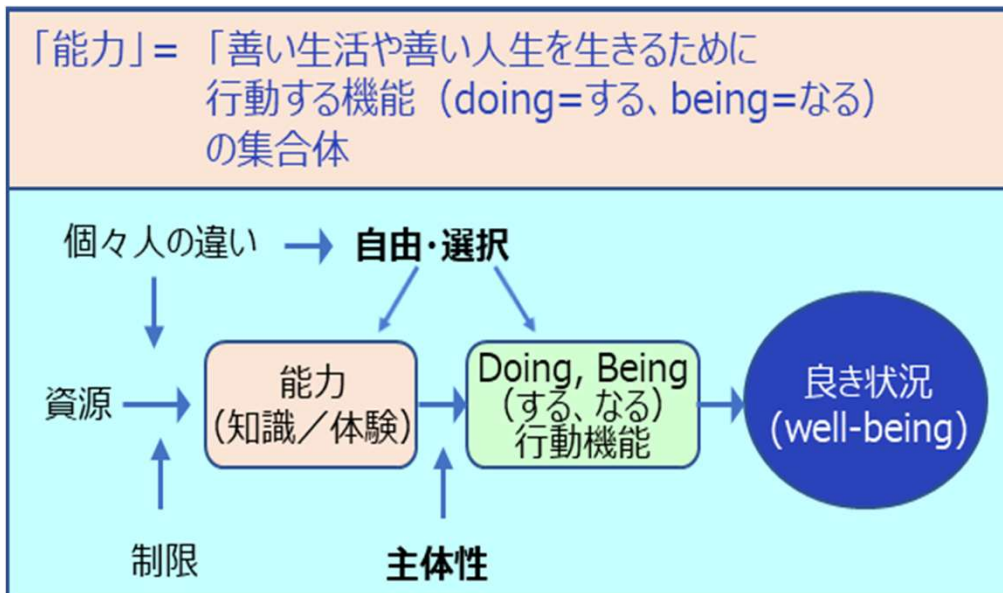 「能力」= 「善い生活や善い人生を生きるために
行動する機能（doing=する、being=なる）
の集合体
個々人の違い
自由・選択
資源
能力
（知識／体験）
Doing, Being
（する、なる）
行動機能
良き状況
(well-being)
制限
主体性